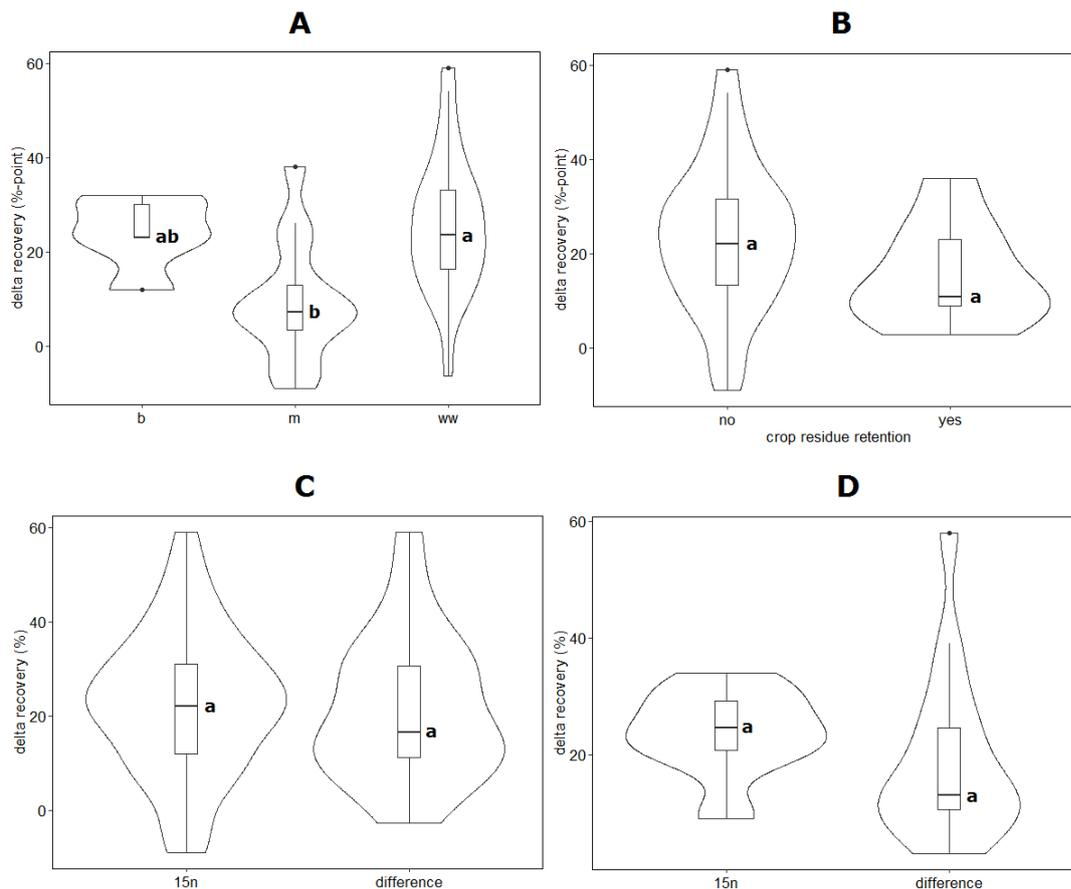 A
delta recovery (%-point)
60
40
20
0
ab
b
a
b
m
ww
B
delta recovery (%-point)
60
40
20
0
a
a
no
yes
crop residue retention
C
delta recovery (%)
60
40
20
0
a
a
15n
difference
D
delta recovery (%)
60
40
20
a
a
15n
difference